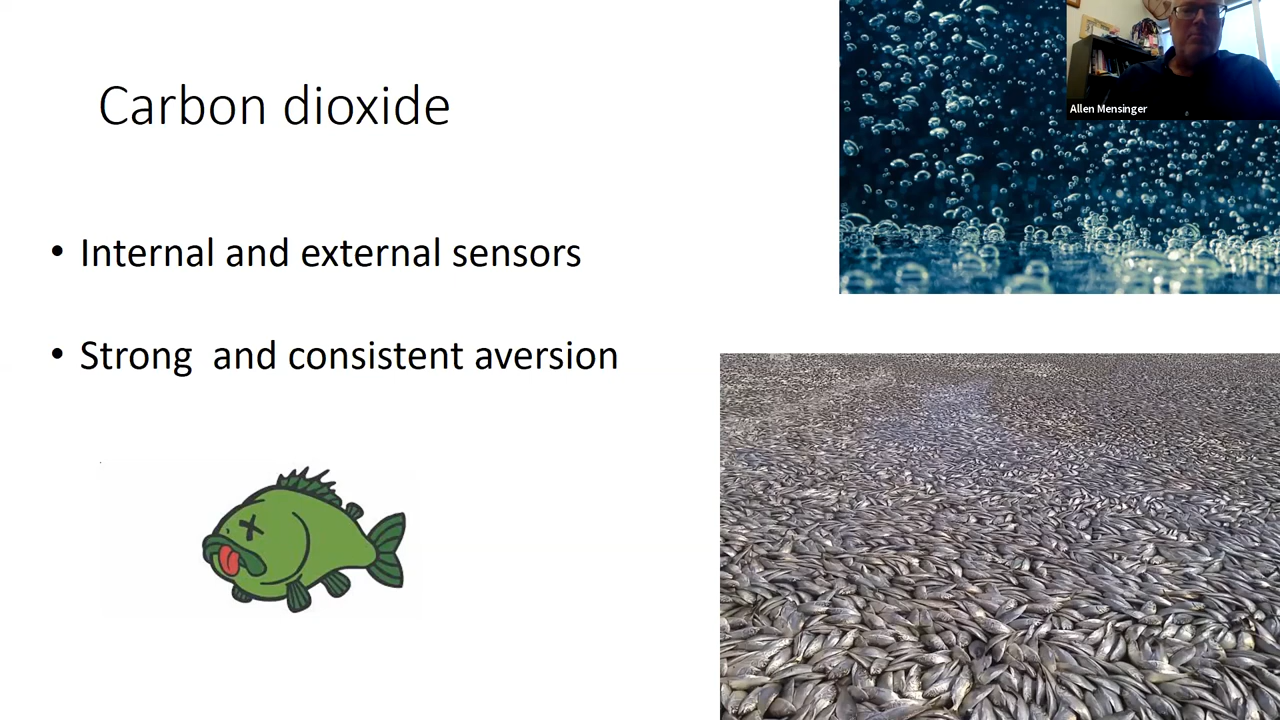 Carbon dioxide
• Internal and external sensors
• Strong  and consistent aversion
Allen Mensinger